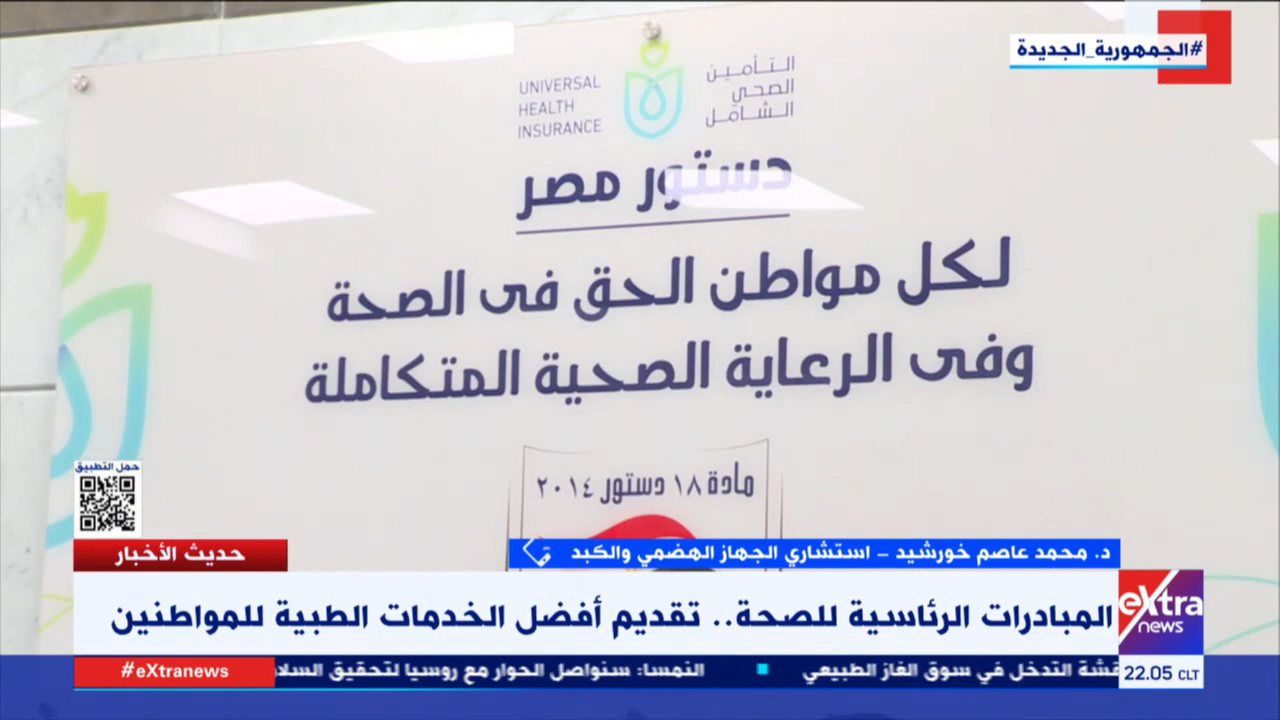 #الجمهورية_الجديدة
UNIVERSAL
HEALTH
INSURANCE
التأمين
الصحي
الشامل
دستور مصر
لكل مواطن الحق فى الصحة
وفى الرعاية الصحية المتكاملة
مادة ١٨ دستور ٢٠١٤
حمل التطبيق
د. محمد عاصم خورشيد – استشاري الجهاز الهضمي والكبد
حديث الأخبار
المبادرات الرئاسية للصحة.. تقديم أفضل الخدمات الطبية للمواطنين
eXtra
news
التدخل في سوق الغاز الطبيعي
النمسا: سنواصل الحوار مع روسيا لتحقيق
#eXtranews
22.05 CLT